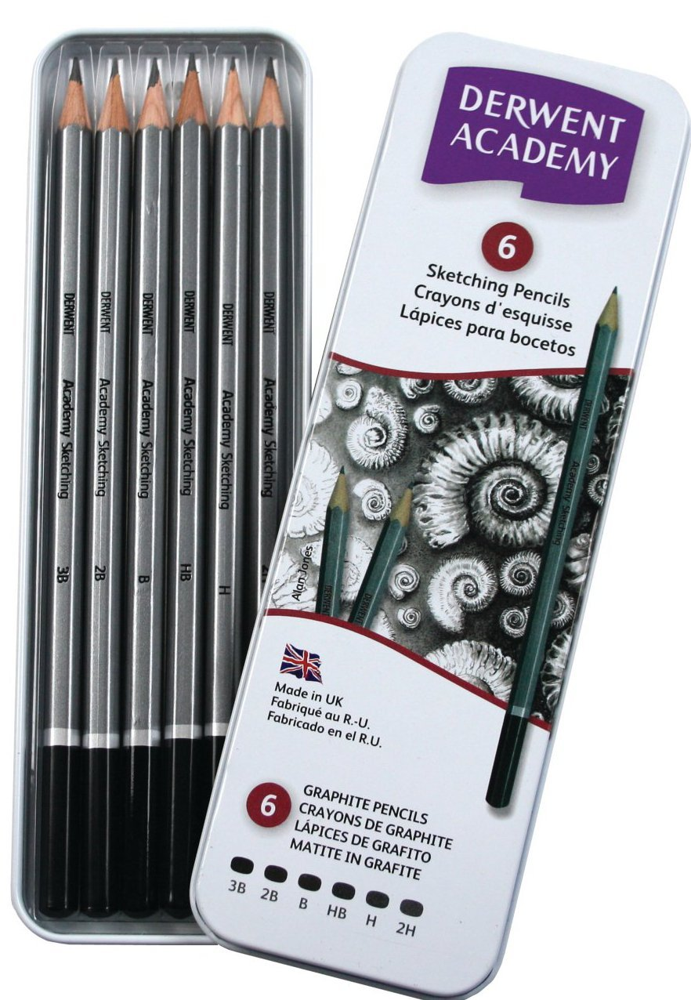 DERWENT Academy Sketching 3B
DERWENT Academy Sketching 2B
DERWENT Academy Sketching B
DERWENT Academy Sketching HB
DERWENT Academy Sketching H
DERWENT Academy Sketching
DERWENT
ACADEMY
6
Sketching Pencils
Crayons d'esquisse
Lápices para bocetos
DERWENT Academy Sketching
DERWENT
DERWENT
Alan Jones
Made in UK
Fabriqué au R.-U.
Fabricado en el R.U.
6
GRAPHITE PENCILS
CRAYONS DE GRAPHITE
LÁPICES DE GRAFITO
MATITE IN GRAFITE
3B 2B B HB H 2H